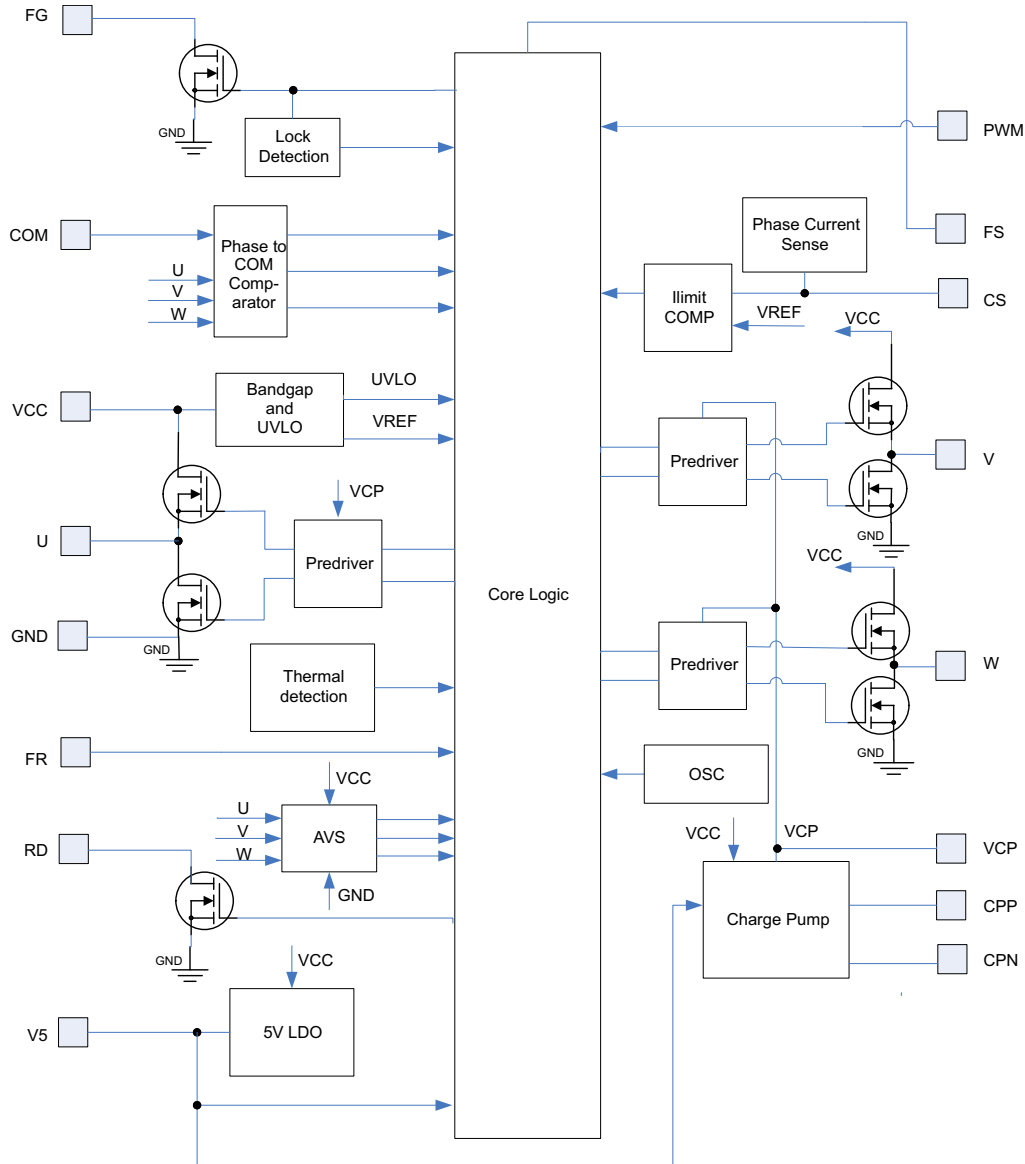 FG
GND
Lock
Detection
PWM
COM
U
V
W
Phase to
COM
Comp-
arator
Phase Current
Sense
FS
Ilimit
COMP
VREF
CS
VCC
VCC
Bandgap
and
UVLO
UVLO
VREF
Predriver
V
GND
VCP
U
Predriver
GND
GND
Core Logic
VCC
Predriver
W
GND
Thermal
detection
FR
VCC
U
V
W
AVS
GND
OSC
RD
GND
VCC
VCP
VCP
Charge Pump
CPP
CPN
VCC
V5
5V LDO